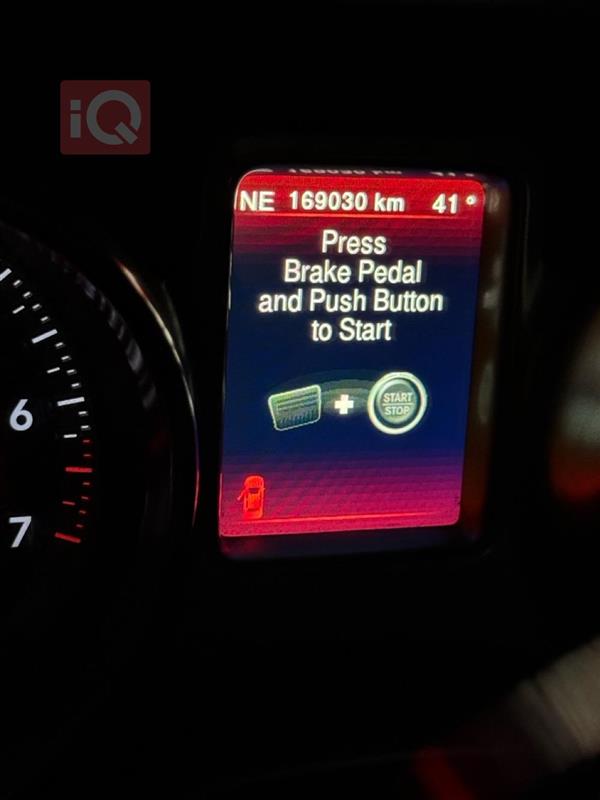 iQ
NE 169030 km 41°
Press
Brake Pedal
and Push Button
to Start
START
STOP
6
7